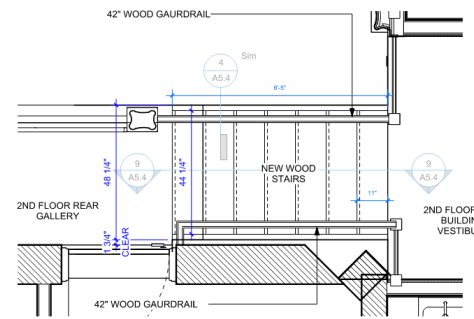 42" WOOD GAURDRAIL
4
A5.4
Sim
6'-5"
48 1/4"
44 1/4"
9
A5.4
NEW WOOD
STAIRS
9
A5.4
11"
2ND FLOOR REAR
GALLERY
2ND FLOOR
BUILDIN
VESTIBU
1 3/4"
CLEAR
42" WOOD GAURDRAIL